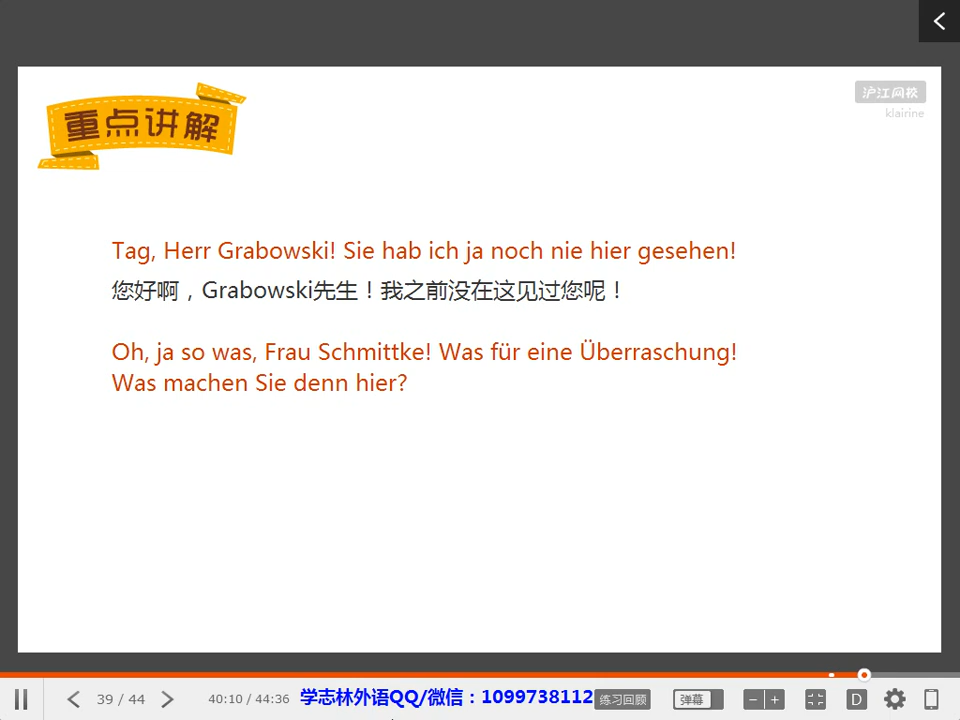 重点讲解
沪江网校
klairine
Tag, Herr Grabowski! Sie hab ich ja noch nie hier gesehen!
您好啊，Grabowski先生！我之前没在这见过您呢！
Oh, ja so was, Frau Schmittke! Was für eine Überraschung!
Was machen Sie denn hier?
39 / 44
40:10 / 44:36
学志林外语QQ/微信：1099738112
练习回顾
弹幕
D